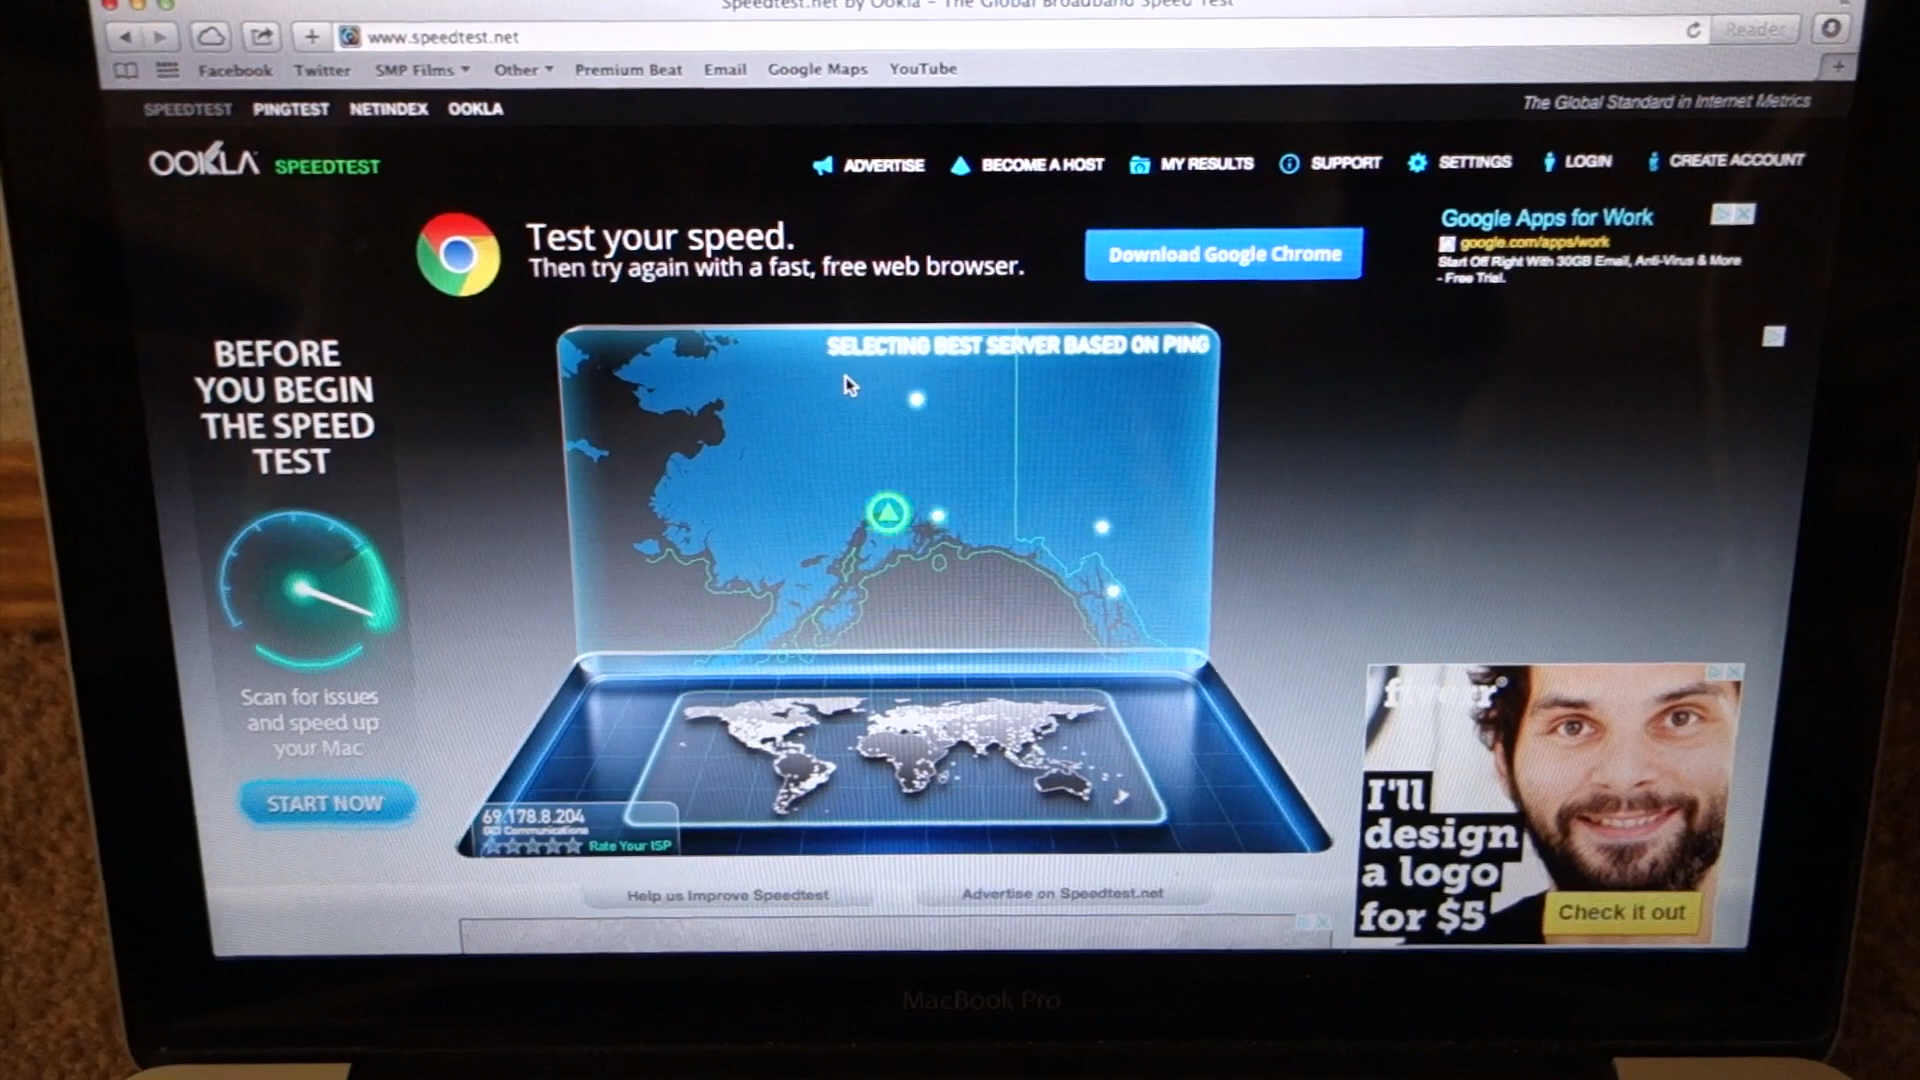 Speedtest.net by Ookla - The Global Broadband Speed Test
www.speedtest.net
Reader
Facebook Twitter SMP Films Other Premium Beat Email Google Maps YouTube
SPEEDTEST PINGTEST NETINDEX OOKLA
The Global Standard in Internet Metrics
OOKLA SPEEDTEST
ADVERTISE BECOME A HOST MY RESULTS SUPPORT SETTINGS LOGIN CREATE ACCOUNT
Test your speed.
Then try again with a fast, free web browser.
Download Google Chrome
Google Apps for Work
google.com/apps/work
Start Off Right With 30GB Email, Anti-Virus & More
- Free Trial.
BEFORE
YOU BEGIN
THE SPEED
TEST
Scan for issues
and speed up
your Mac
START NOW
SELECTING BEST SERVER BASED ON PING
69.178.8.204
GCI Communications
Rate Your ISP
Help us Improve Speedtest
Advertise on Speedtest.net
fiverr®
I'll
design
a logo
for $5
Check it out
MacBook Pro